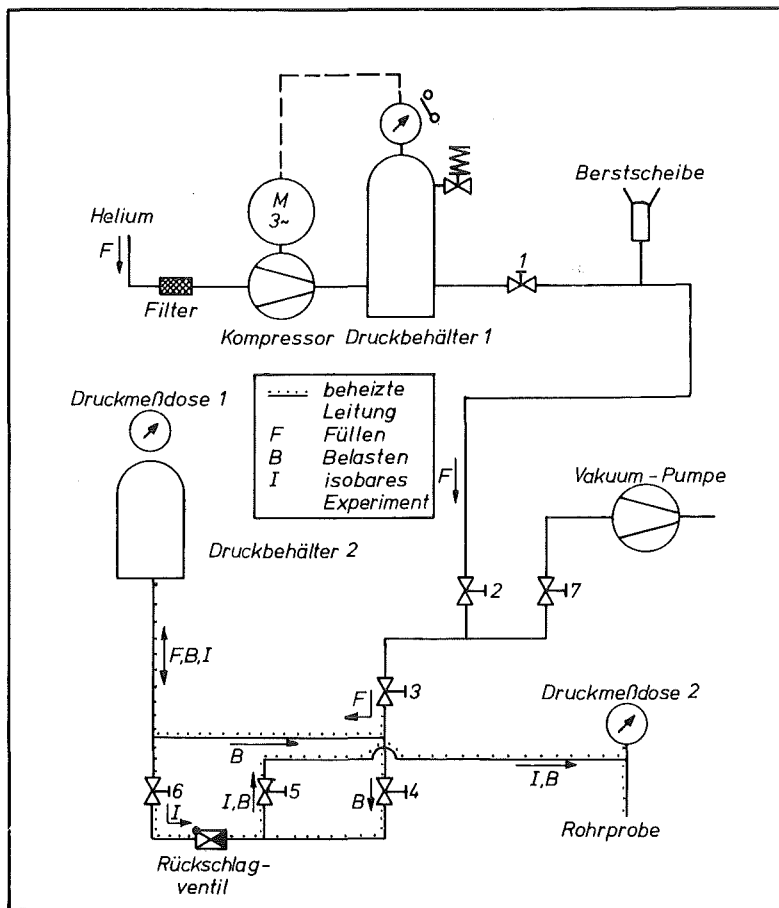 M
3~
Helium
F
Filter
Kompressor
Druckbehälter 1
1
Berstscheibe
Druckmeßdose 1
beheizte
Leitung
F Füllen
B Belasten
I isobares
Experiment
F
Vakuum-Pumpe
Druckbehälter 2
2
7
F,B,I
F
3
Druckmeßdose 2
B
I,B
6
I
I,B
5
B
4
Rohrprobe
Rückschlag-
ventil